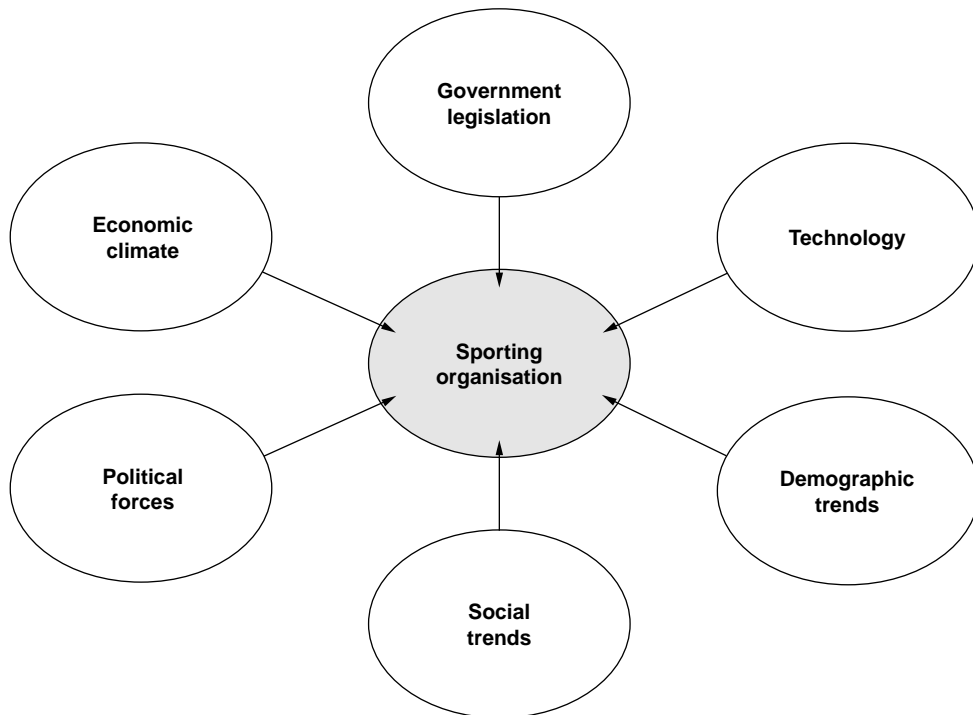 Government
legislation
Economic
climate
Technology
Sporting
organisation
Political
forces
Demographic
trends
Social
trends